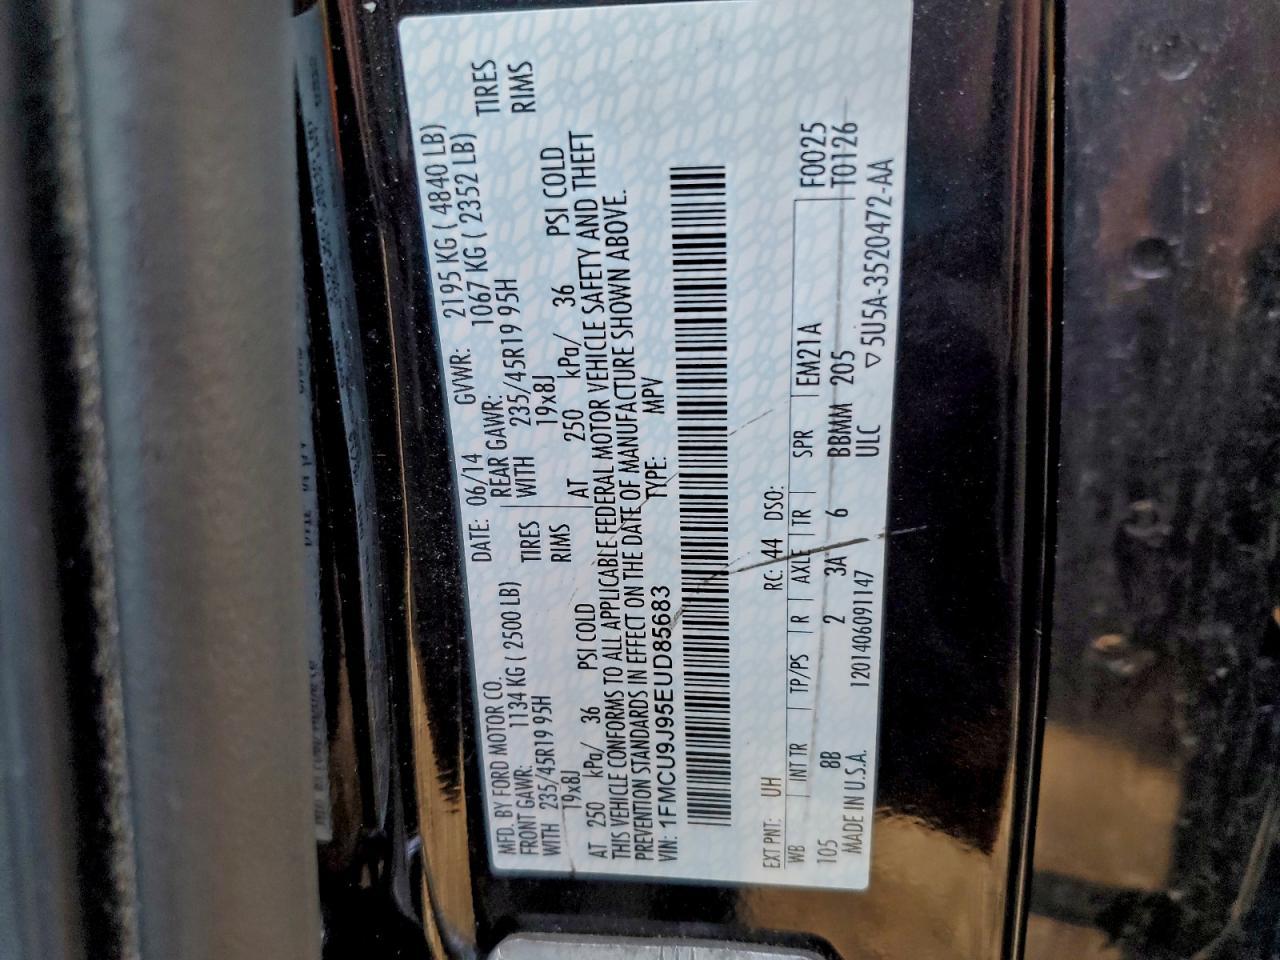 MFD. BY FORD MOTOR CO.
DATE: 06/14 GVWR: 2195 KG ( 4840 LB)
FRONT GAWR: 1134 KG ( 2500 LB)
REAR GAWR: 1067 KG ( 2352 LB)
WITH 235/45R19 95H TIRES
WITH 235/45R19 95H TIRES
19x8J RIMS
19x8J RIMS
AT 250 kPa/ 36 PSI COLD
AT 250 kPa/ 36 PSI COLD
THIS VEHICLE CONFORMS TO ALL APPLICABLE FEDERAL MOTOR VEHICLE SAFETY AND THEFT
PREVENTION STANDARDS IN EFFECT ON THE DATE OF MANUFACTURE SHOWN ABOVE.
VIN: 1FMCU9J95EUD85683 TYPE: MPV
EXT PNT: UH RC: 44 DSO: F0025
WB INT TR TP/PS R AXLE TR SPR EM21A T0126
105 8B 2 3A 6 BBMM 205
MADE IN U.S.A. 1201406091147 ULC ▽5U5A-3520472-AA